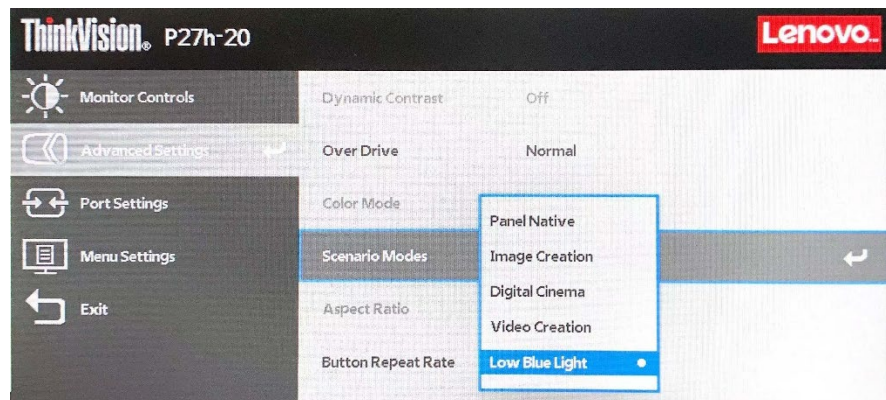 ThinkVision® P27h-20
Lenovo™
Monitor Controls
Advanced Settings
Port Settings
Menu Settings
Exit
Dynamic Contrast Off
Over Drive Normal
Color Mode
Scenario Modes
Aspect Ratio
Button Repeat Rate
Panel Native
Image Creation
Digital Cinema
Video Creation
Low Blue Light